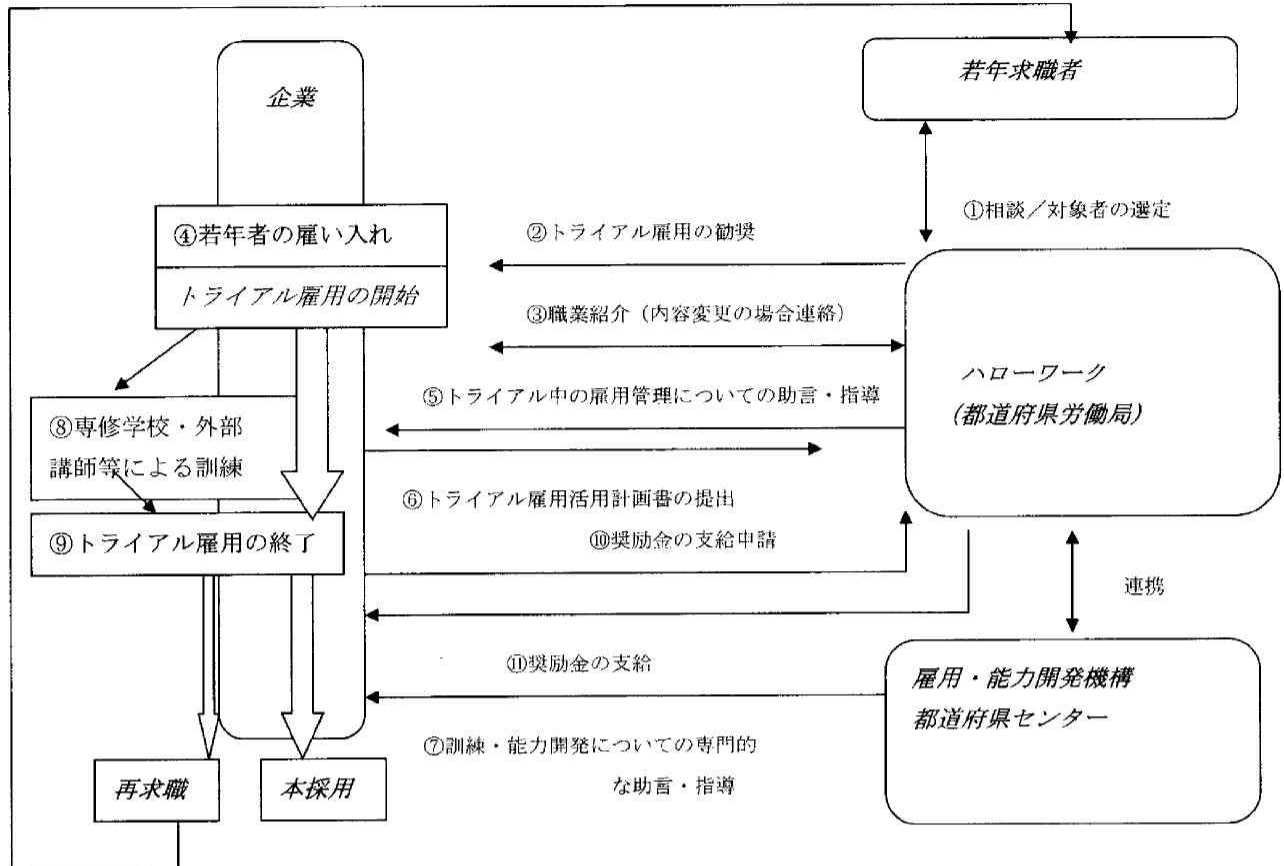 若年求職者
企業
①相談／対象者の選定
④若年者の雇い入れ
②トライアル雇用の勧奨
トライアル雇用の開始
③職業紹介（内容変更の場合連絡）
ハローワーク
(都道府県労働局）
⑤トライアル中の雇用管理についての助言・指導
⑧専修学校・外部
講師等による訓練
⑥トライアル雇用活用計画書の提出
⑨トライアル雇用の終了
⑩奨励金の支給申請
連携
⑪奨励金の支給
雇用・能力開発機構
都道府県センター
⑦訓練・能力開発についての専門的
な助言・指導
再求職
本採用